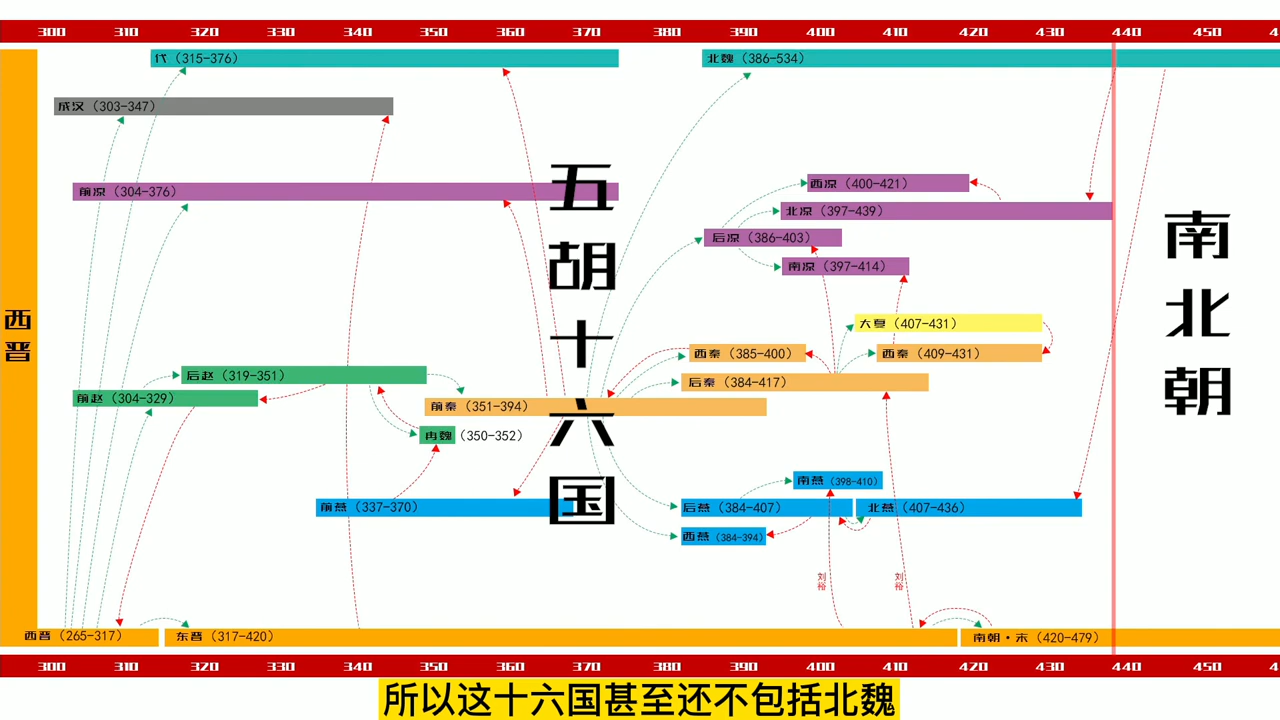 300 310 320 330 340 350 360 370 380 390 400 410 420 430 440 450 4
代（315-376）
北魏（386-534）
成汉（303-347）
前凉（304-376）
西凉（400-421）
北凉（397-439）
后凉（386-403）
南凉（397-414）
五胡十六国
南北朝
西晋
大夏（407-431）
西秦（385-400）
西秦（409-431）
后赵（319-351）
后秦（384-417）
前赵（304-329）
前秦（351-394）
冉魏（350-352）
南燕（398-410）
前燕（337-370）
后燕（384-407）
北燕（407-436）
西燕（384-394）
刘裕
刘裕
西晋（265-317）
东晋（317-420）
南朝·宋（420-479）
300 310 320 330 340 350 360 370 380 390 400 410 420 430 440 450 4
所以这十六国甚至还不包括北魏